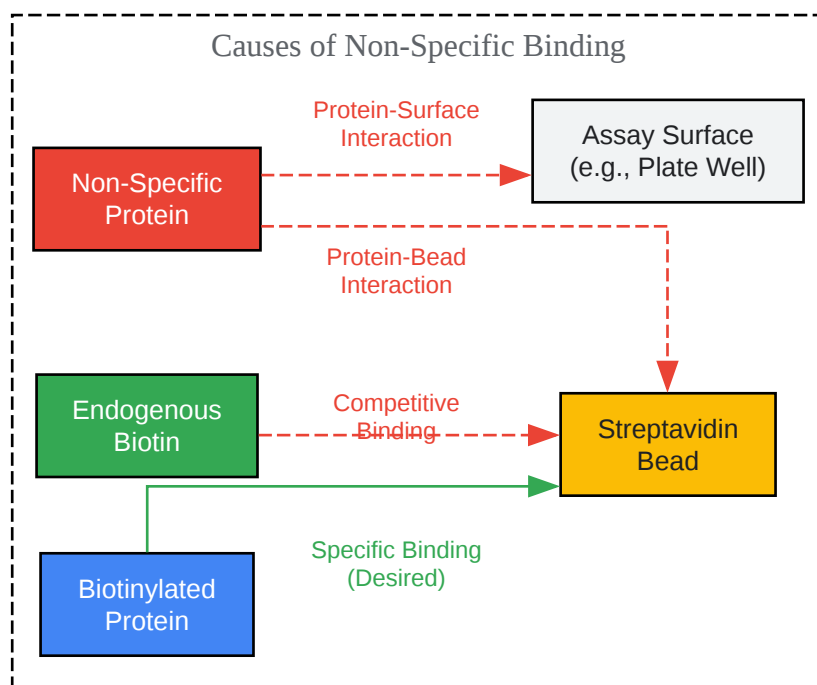 Causes of Non-Specific Binding
Protein-Surface
Interaction
Assay Surface
(e.g., Plate Well)
Non-Specific
Protein
Protein-Bead
Interaction
Endogenous
Biotin
Competitive
Binding
Streptavidin
Bead
Specific Binding
(Desired)
Biotinylated
Protein